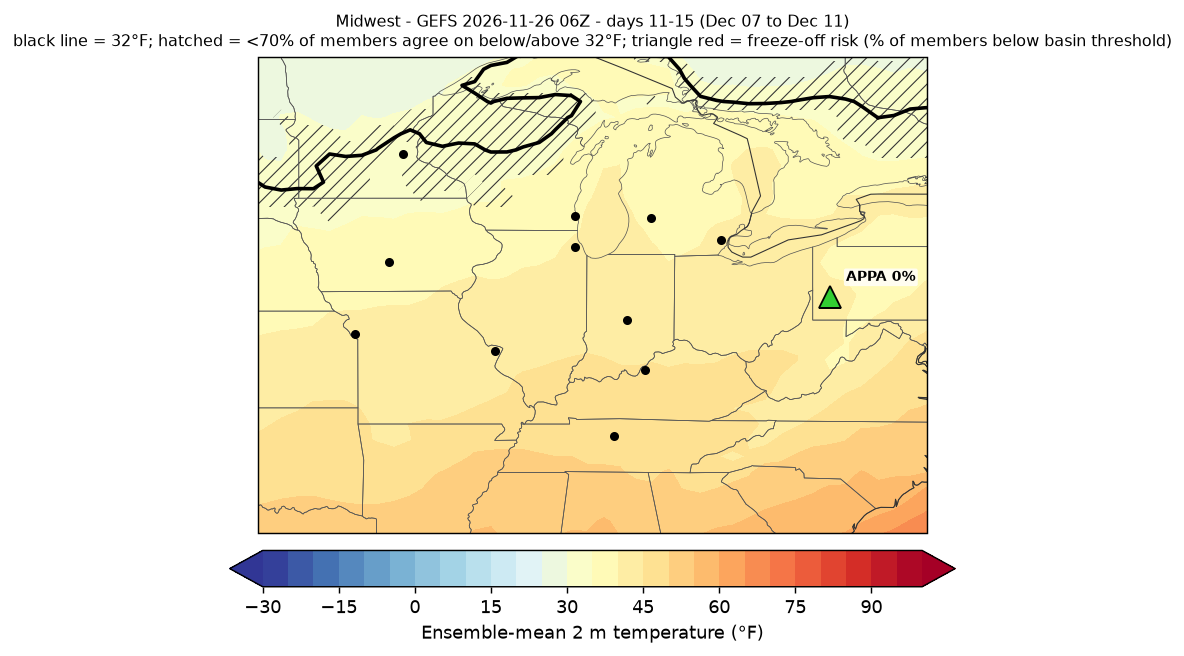 Midwest - GEFS 2026-11-26 06Z - days 11-15 (Dec 07 to Dec 11)
black line = 32°F; hatched = <70% of members agree on below/above 32°F; triangle red = freeze-off risk (% of members below basin threshold)
APPA 0%
−30 −15 0 15 30 45 60 75 90
Ensemble-mean 2 m temperature (°F)